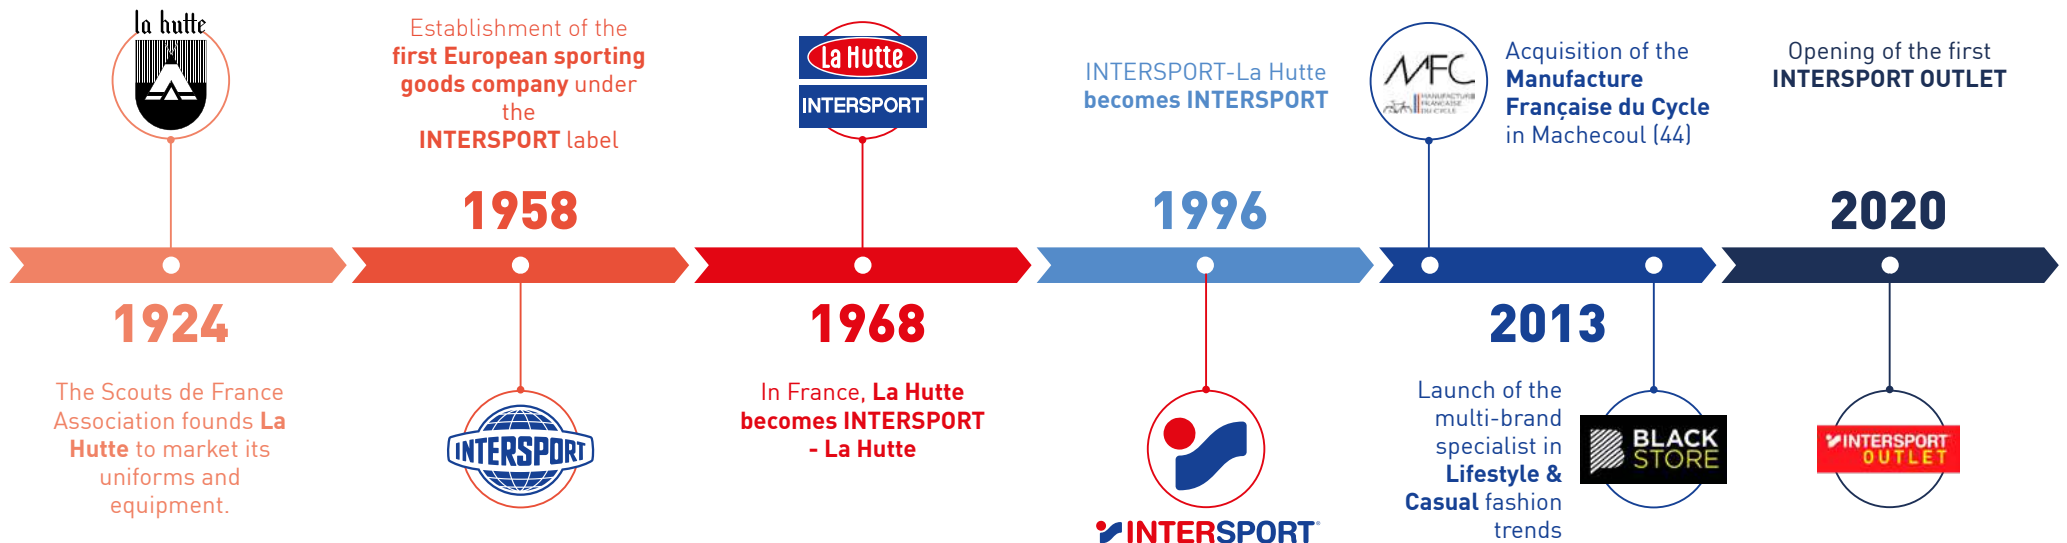 la hutte
1924
The Scouts de France
Association founds La
Hutte to market its
uniforms and
equipment.
Establishment of the
first European sporting
goods company under
the
INTERSPORT label
1958
INTERSPORT
La Hutte
INTERSPORT
1968
In France, La Hutte
becomes INTERSPORT
- La Hutte
INTERSPORT-La Hutte
becomes INTERSPORT
1996
INTERSPORT®
MFC
MANUFACTURE
FRANÇAISE
DU CYCLE
Acquisition of the
Manufacture
Française du Cycle
in Machecoul (44)
2013
Launch of the
multi-brand
specialist in
Lifestyle &
Casual fashion
trends
BLACK
STORE
Opening of the first
INTERSPORT OUTLET
2020
INTERSPORT
OUTLET